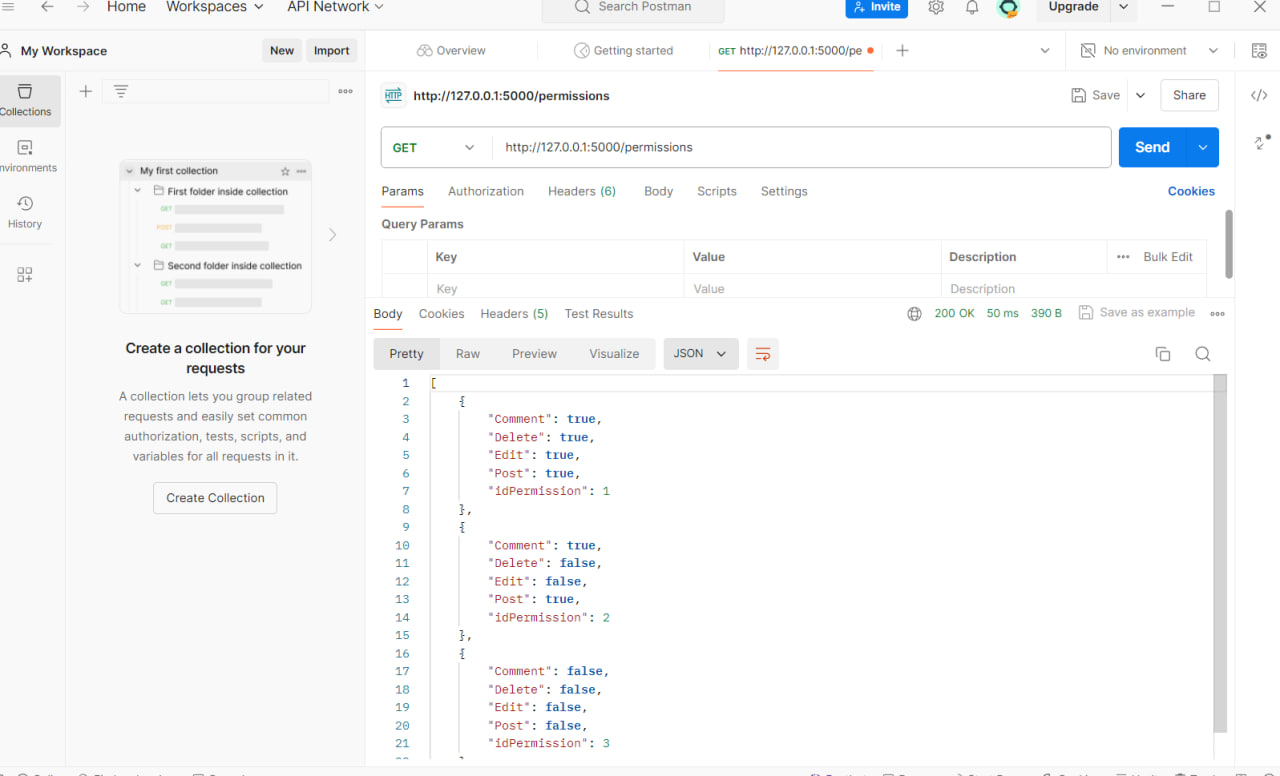 Home Workspaces API Network Search Postman Invite Upgrade
My Workspace New Import Overview Getting started GET http://127.0.0.1:5000/pe No environment
Collections
HTTP http://127.0.0.1:5000/permissions Save Share
GET http://127.0.0.1:5000/permissions Send
nvironments
History
Params Authorization Headers (6) Body Scripts Settings Cookies
Query Params
Key Value Description Bulk Edit
Key Value Description
My first collection
First folder inside collection
GET
POST
GET
Second folder inside collection
GET
GET
Create a collection for your
requests
A collection lets you group related
requests and easily set common
authorization, tests, scripts, and
variables for all requests in it.
Create Collection
Body Cookies Headers (5) Test Results 200 OK 50 ms 390 B Save as example
Pretty Raw Preview Visualize JSON
1 [
2 {
3 "Comment": true,
4 "Delete": true,
5 "Edit": true,
6 "Post": true,
7 "idPermission": 1
8 },
9 {
10 "Comment": true,
11 "Delete": false,
12 "Edit": false,
13 "Post": true,
14 "idPermission": 2
15 },
16 {
17 "Comment": false,
18 "Delete": false,
19 "Edit": false,
20 "Post": false,
21 "idPermission": 3